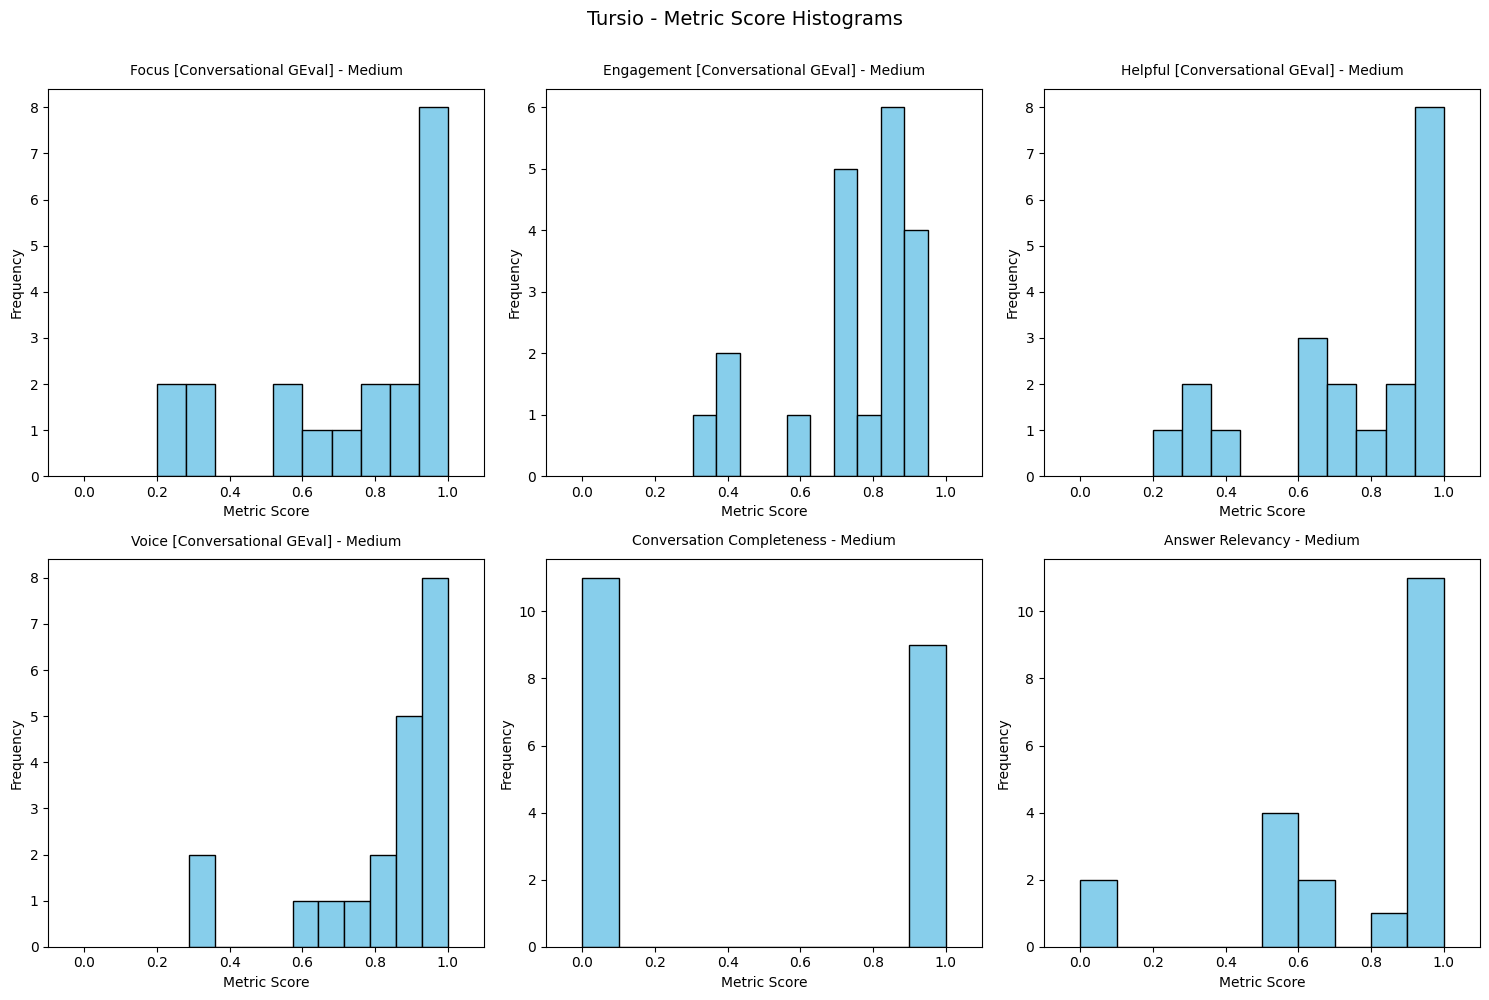 Tursio - Metric Score Histograms
Focus [Conversational GEval] - Medium
Frequency
8
7
6
5
4
3
2
1
0
0.0 0.2 0.4 0.6 0.8 1.0
Metric Score
Engagement [Conversational GEval] - Medium
Frequency
6
5
4
3
2
1
0
0.0 0.2 0.4 0.6 0.8 1.0
Metric Score
Helpful [Conversational GEval] - Medium
Frequency
8
7
6
5
4
3
2
1
0
0.0 0.2 0.4 0.6 0.8 1.0
Metric Score
Voice [Conversational GEval] - Medium
Frequency
8
7
6
5
4
3
2
1
0
0.0 0.2 0.4 0.6 0.8 1.0
Metric Score
Conversation Completeness - Medium
Frequency
10
8
6
4
2
0
0.0 0.2 0.4 0.6 0.8 1.0
Metric Score
Answer Relevancy - Medium
Frequency
10
8
6
4
2
0
0.0 0.2 0.4 0.6 0.8 1.0
Metric Score